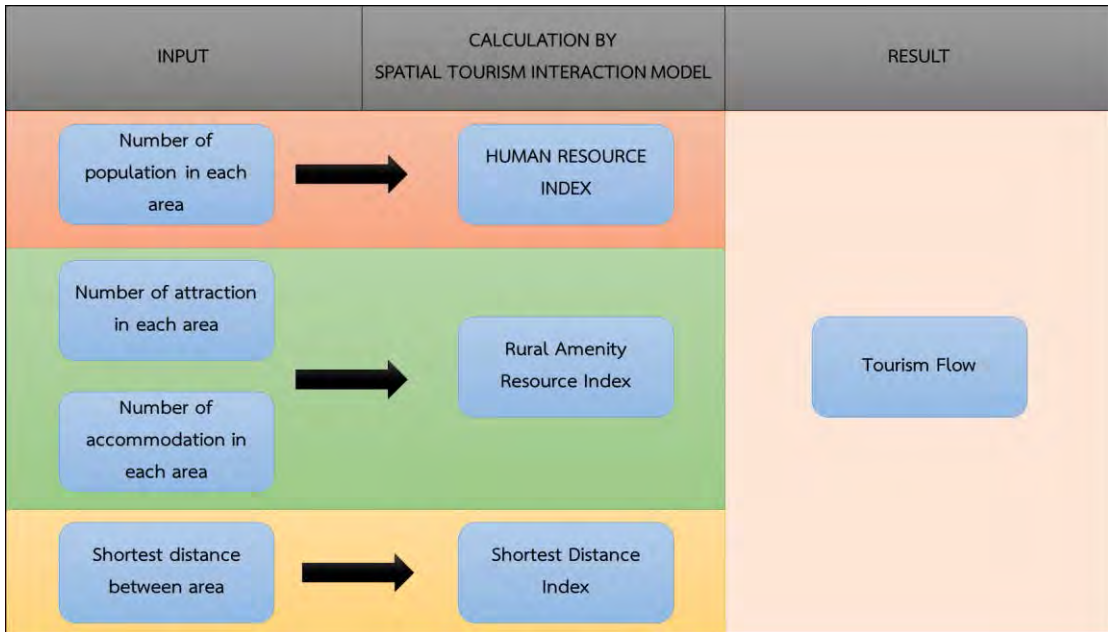 INPUT
CALCULATION BY
SPATIAL TOURISM INTERACTION MODEL
RESULT
Number of
population in each
area
HUMAN RESOURCE
INDEX
Number of attraction
in each area
Number of
accommodation in
each area
Rural Amenity
Resource Index
Tourism Flow
Shortest distance
between area
Shortest Distance
Index